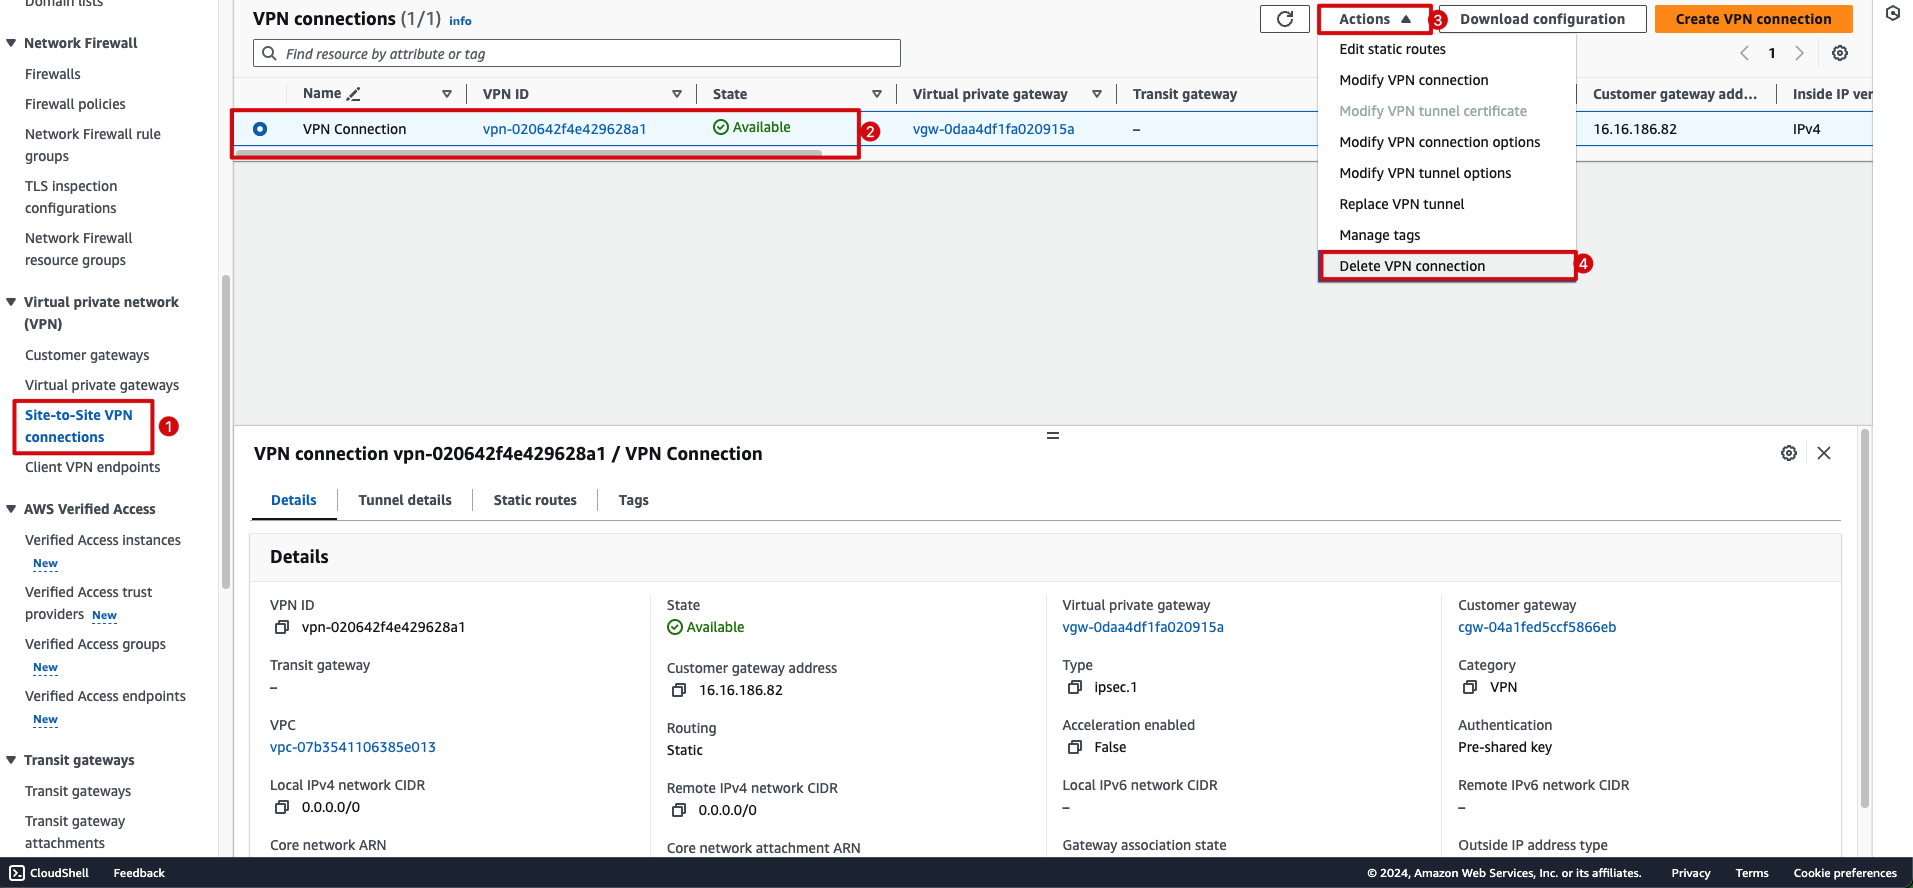 Domain lists
Network Firewall
Firewalls
Firewall policies
Network Firewall rule
groups
TLS inspection
configurations
Network Firewall
resource groups
Virtual private network
(VPN)
Customer gateways
Virtual private gateways
Site-to-Site VPN
connections
1
Client VPN endpoints
AWS Verified Access
Verified Access instances
New
Verified Access trust
providers New
Verified Access groups
New
Verified Access endpoints
New
Transit gateways
Transit gateways
Transit gateway
attachments
VPN connections (1/1) info
Actions 3 Download configuration Create VPN connection
Find resource by attribute or tag
1
Name VPN ID State Virtual private gateway Transit gateway Customer gateway add... Inside IP ver
VPN Connection vpn-020642f4e429628a1 Available 2 vgw-0daa4df1fa020915a – 16.16.186.82 IPv4
Edit static routes
Modify VPN connection
Modify VPN tunnel certificate
Modify VPN connection options
Modify VPN tunnel options
Replace VPN tunnel
Manage tags
Delete VPN connection 4
VPN connection vpn-020642f4e429628a1 / VPN Connection
Details Tunnel details Static routes Tags
Details
VPN ID
vpn-020642f4e429628a1
Transit gateway
–
VPC
vpc-07b3541106385e013
Local IPv4 network CIDR
0.0.0.0/0
Core network ARN
State
Available
Customer gateway address
16.16.186.82
Routing
Static
Remote IPv4 network CIDR
0.0.0.0/0
Core network attachment ARN
Virtual private gateway
vgw-0daa4df1fa020915a
Type
ipsec.1
Acceleration enabled
False
Local IPv6 network CIDR
–
Gateway association state
Customer gateway
cgw-04a1fed5ccf5866eb
Category
VPN
Authentication
Pre-shared key
Remote IPv6 network CIDR
–
Outside IP address type
CloudShell Feedback © 2024, Amazon Web Services, Inc. or its affiliates. Privacy Terms Cookie preferences